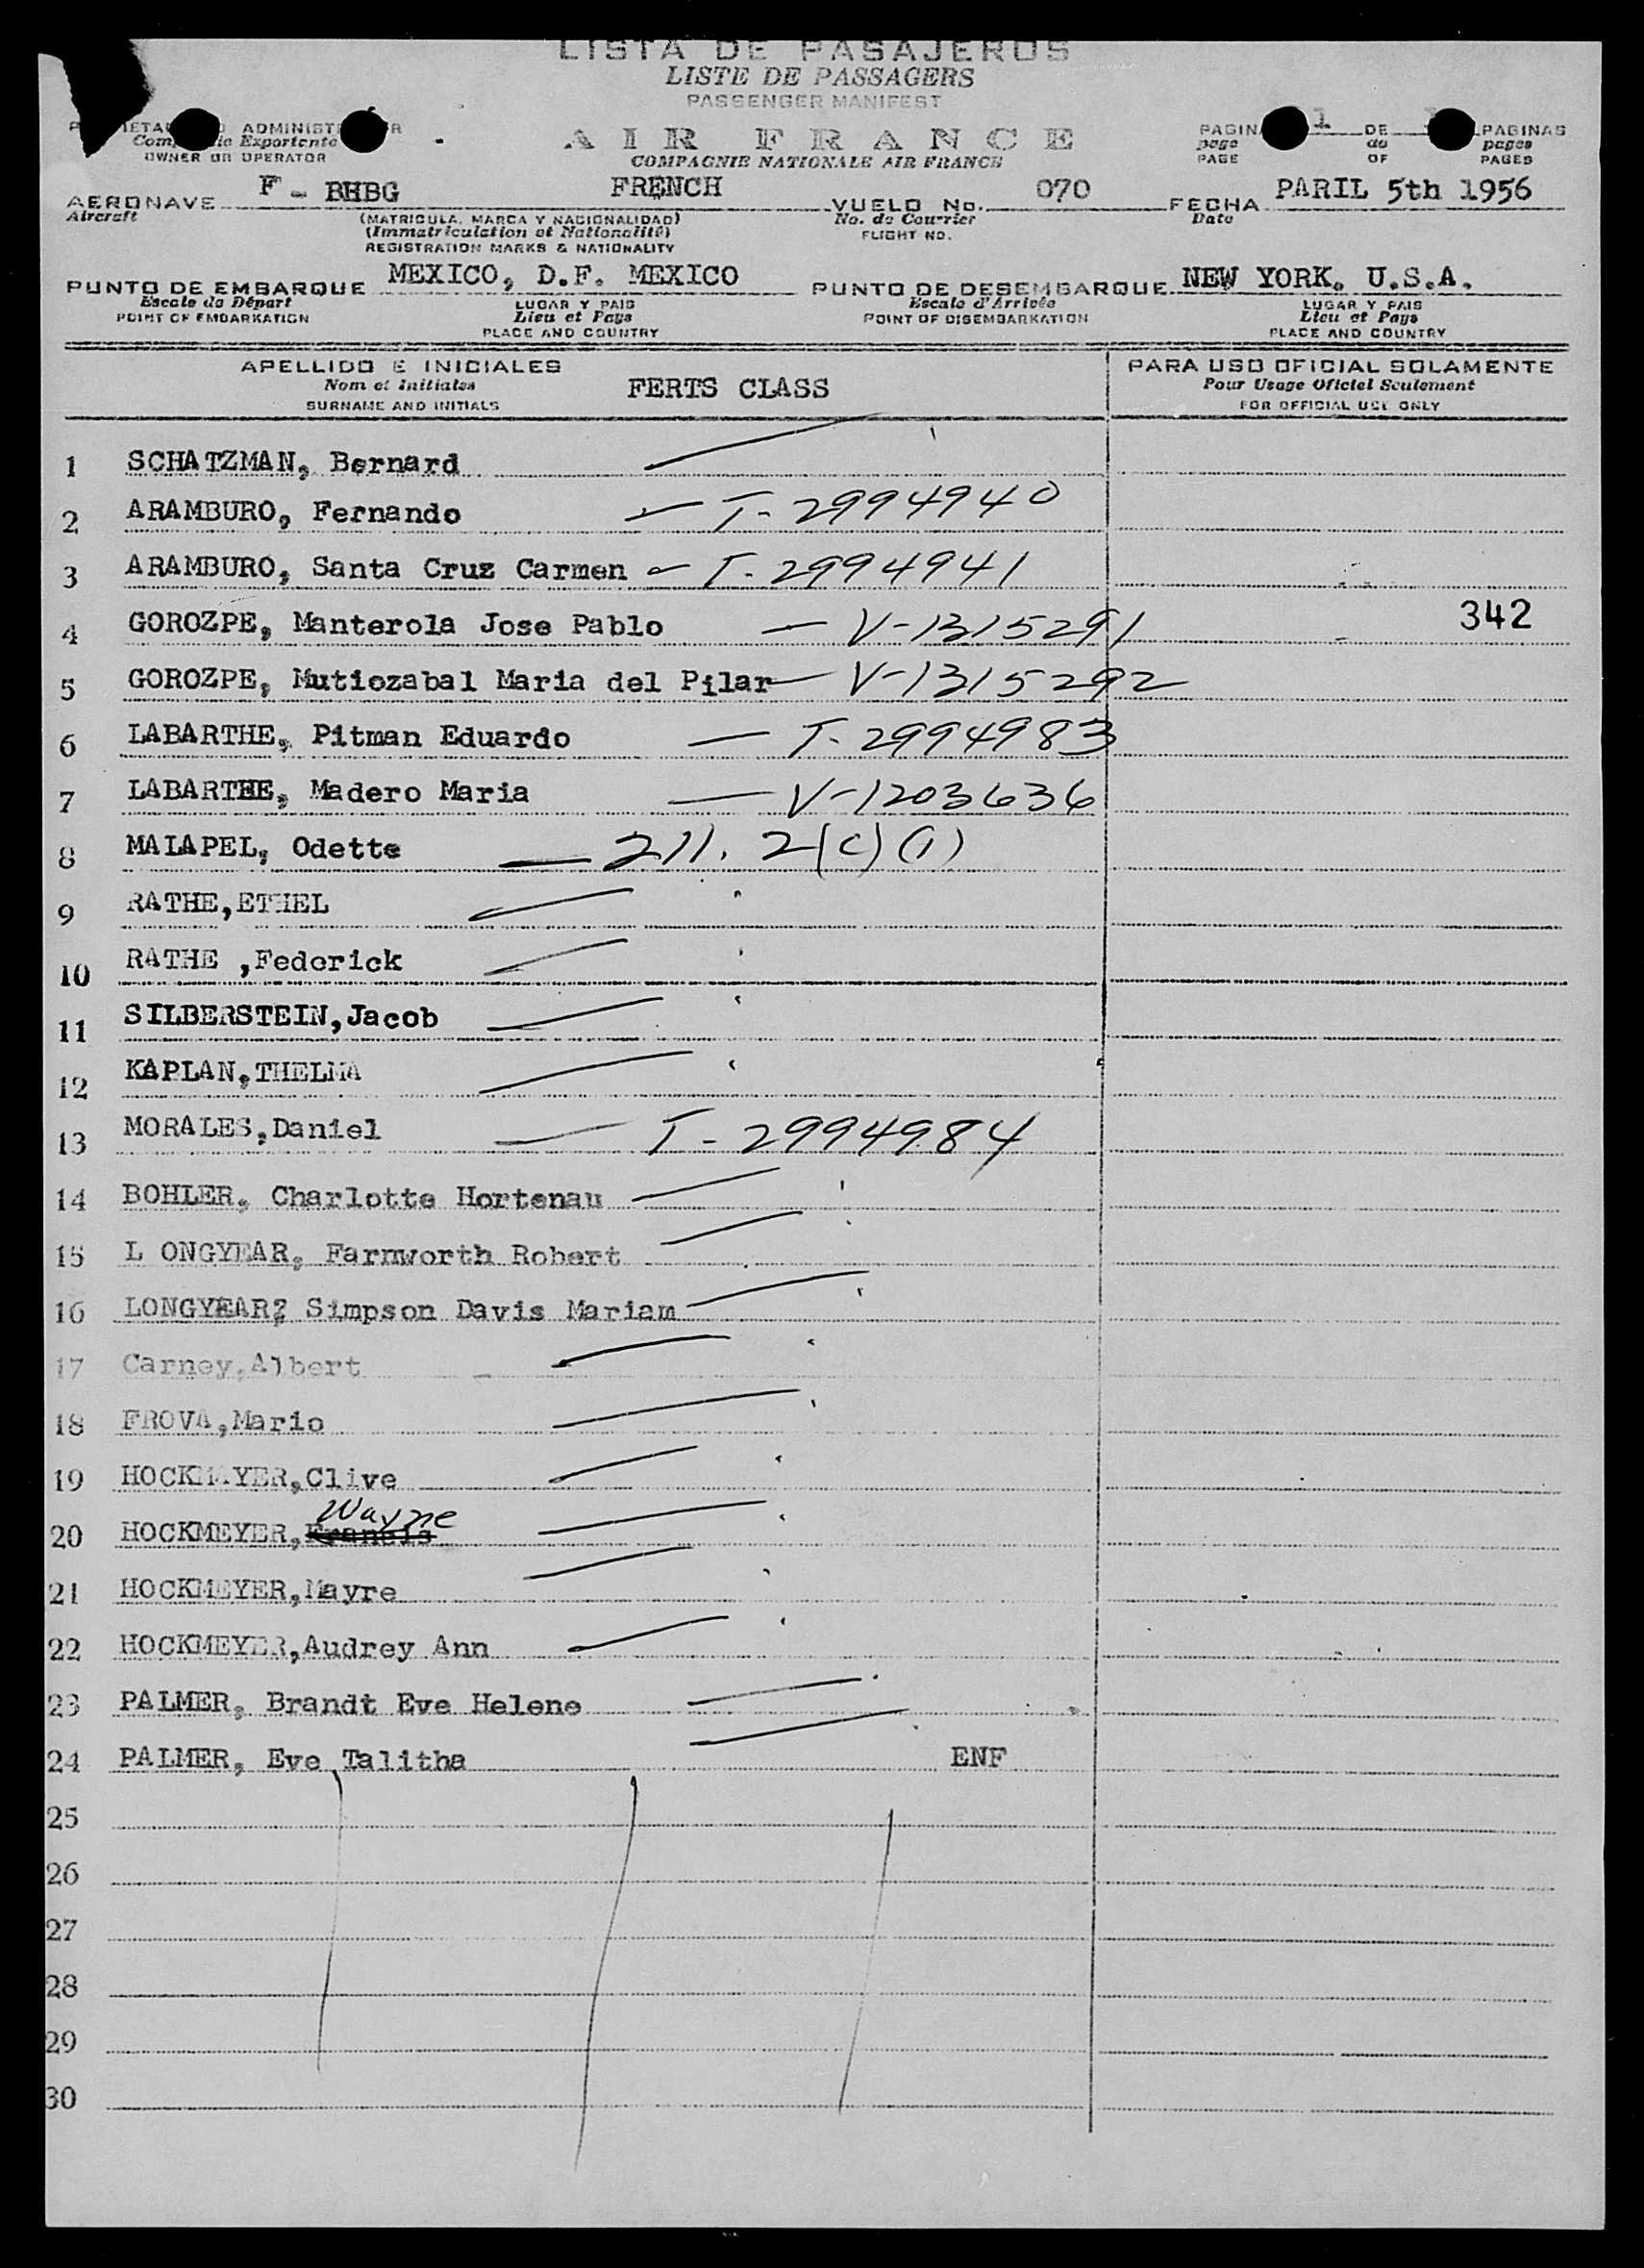 LISTA DE PASAJEROS
LISTE DE PASSAGERS
PASSENGER MANIFEST
ADMINIST R
Exportente
OWNER OR OPERATOR
AIR FRANCE
COMPAGNIE NATIONALE AIR FRANCE
PAGIN 1 DE PAGINAS
page de pages
PAGE OF PAGES
AERONAVE F - BHBG FRENCH VUELO No. 070 FECHA PARIL 5th 1956
Aircraft (MATRICULA, MARCA Y NACIONALIDAD) No. de Courrier Date
(Immatriculation et Nationalité) FLIGHT NO.
REGISTRATION MARKS & NATIONALITY
PUNTO DE EMBARQUE MEXICO, D.F. MEXICO PUNTO DE DESEMBARQUE NEW YORK, U.S.A.
Escale de Départ LUGAR Y PAIS Escale d'Arrivée LUGAR Y PAIS
POINT OF EMBARKATION Lieu et Pays POINT OF DISEMBARKATION Lieu et Pays
PLACE AND COUNTRY PLACE AND COUNTRY
APELLIDO E INICIALES PARA USO OFICIAL SOLAMENTE
Nom et Initiales FERTS CLASS Pour Usage Oficiel Seulement
SURNAME AND INITIALS FOR OFFICIAL USE ONLY
1 SCHATZMAN, Bernard
2 ARAMBURO, Fernando — T-2994940
3 ARAMBURO, Santa Cruz Carmen — T-2994941
4 GOROZPE, Manterola Jose Pablo — V-1315291 342
5 GOROZPE, Mutiozabal Maria del Pilar — V-1315292
6 LABARTHE, Pitman Eduardo — T-2994983
7 LABARTHE, Madero Maria — V-1203636
8 MALAPEL, Odette — 211.2(c)(1)
9 RATHE,ETHEL
10 RATHE ,Federick
11 SILBERSTEIN,Jacob
12 KAPLAN,THELMA
13 MORALES,Daniel — T-2994984
14 BOHLER, Charlotte Hortenau
15 L ONGYEAR, Farnworth Robert
16 LONGYEAR? Simpson Davis Mariam
17 Carney,Albert
18 FROVA,Mario
19 HOCKMEYER,Clive
Wayne
20 HOCKMEYER,Francis
21 HOCKMEYER,Mayre
22 HOCKMEYER,Audrey Ann
23 PALMER, Brandt Eve Helene
24 PALMER, Eve Talitha ENF
25
26
27
28
29
30